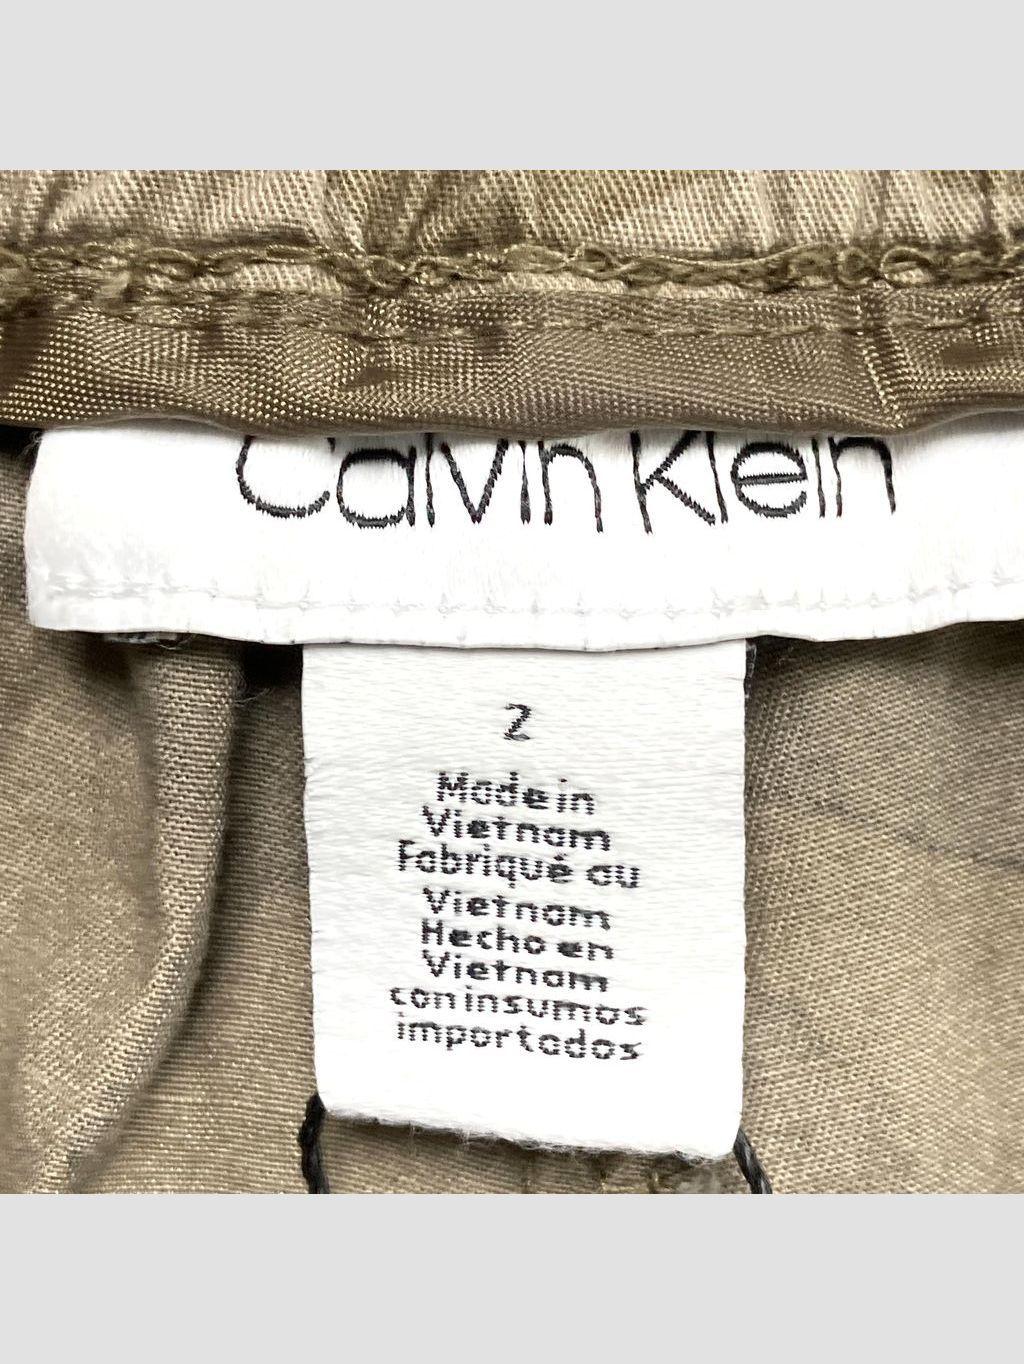 Calvin Klein
2
Made in
Vietnam
Fabriqué au
Vietnam
Hecho en
Vietnam
con insumos
importados